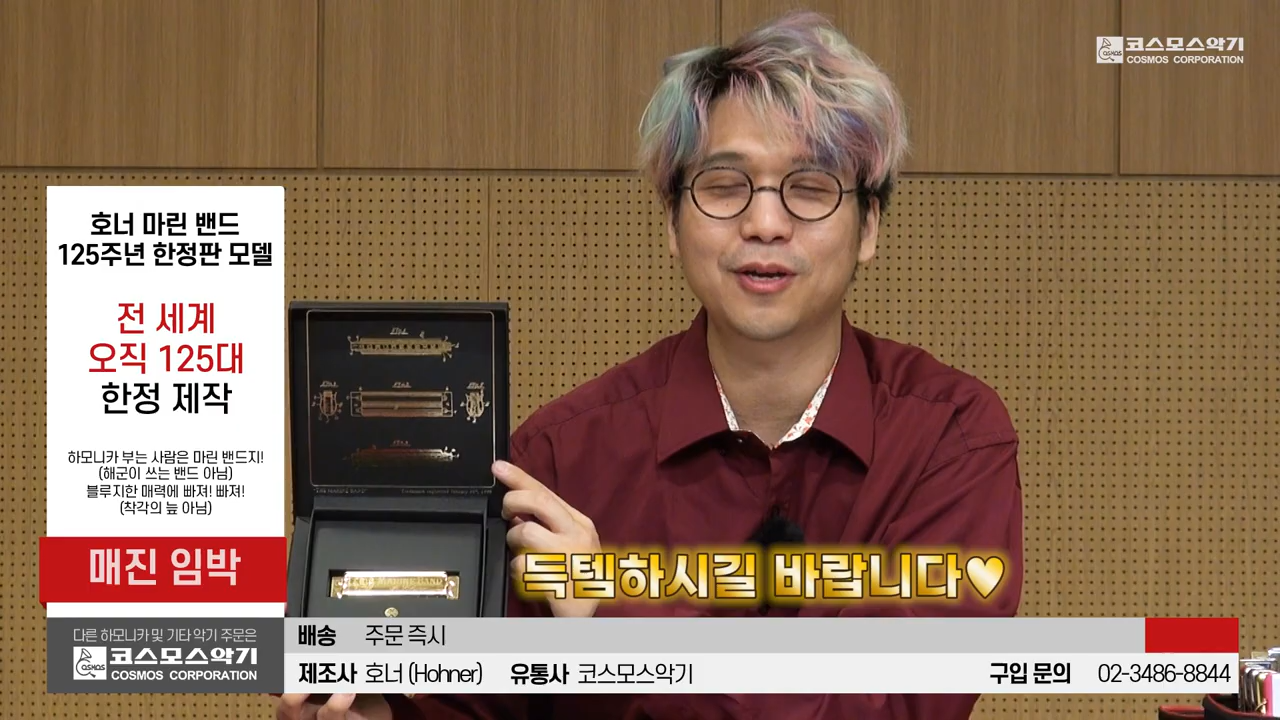 코스모스악기
COSMOS CORPORATION
호너 마린 밴드
125주년 한정판 모델
전 세계
오직 125대
한정 제작
하모니카 부는 사람은 마린 밴드지!
(해군이 쓰는 밴드 아님)
블루지한 매력에 빠져! 빠져!
(착각의 늪 아님)
매진 임박
MARINE BAND
득템하시길 바랍니다♥
다른 하모니카 및 기타 악기 주문은
COSMOS 코스모스악기
COSMOS CORPORATION
배송 주문 즉시
제조사 호너 (Hohner) 유통사 코스모스악기 구입 문의 02-3486-8844